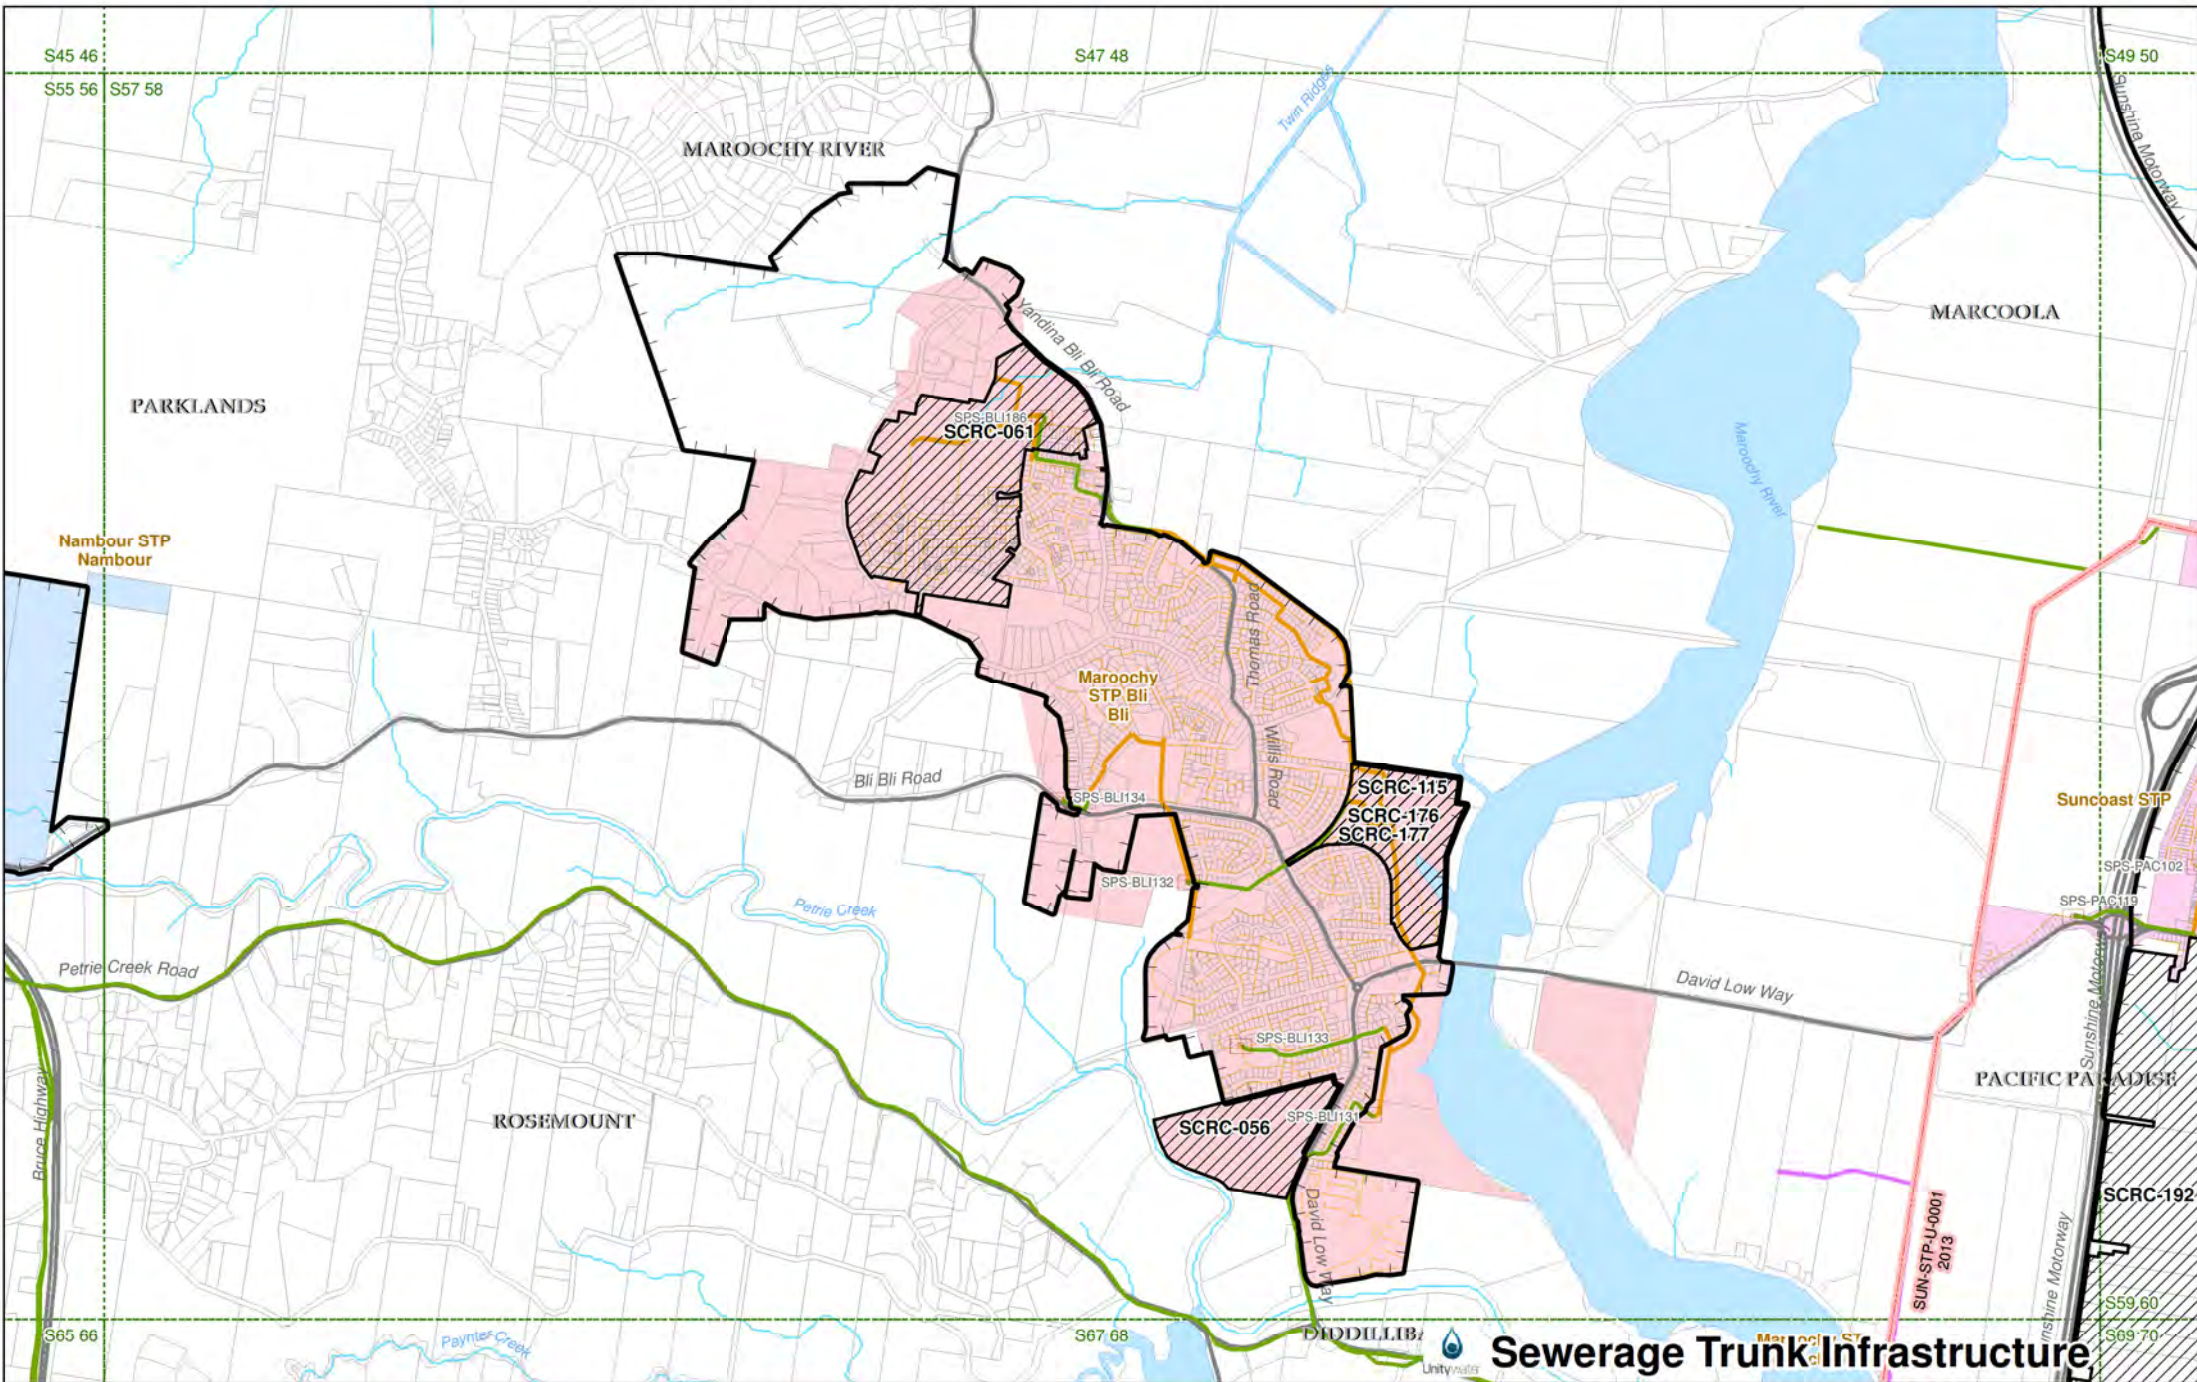 S45 46
S47 48
S49 50
S55 56
S57 58
Sunshine Motorway
Twin Ridges
MAROOCHY RIVER
MARCOOLA
Yandina Bli Bli Road
PARKLANDS
SPS-BLI186
SCRC-061
Maroochy River
Nambour STP
Nambour
Thomas Road
Maroochy
STP Bli
Bli
Willis Road
Bli Bli Road
SPS-BLI134
SCRC-115
SCRC-176
SCRC-177
Suncoast STP
SPS-PAC102
SPS-BLI132
SPS-PAC119
Petrie Creek
Petrie Creek Road
David Low Way
Sunshine Motorway
SPS-BLI133
PACIFIC PARADISE
Bruce Highway
ROSEMOUNT
SCRC-056
SPS-BLI131
SCRC-192
David Low Way
SUN-STP-U-0001
2013
nshine Motorway
S59 60
S65 66
S67 68
S69 70
Paynter Creek
DIDDILLIBA
Unitywater
Sewerage Trunk Infrastructure